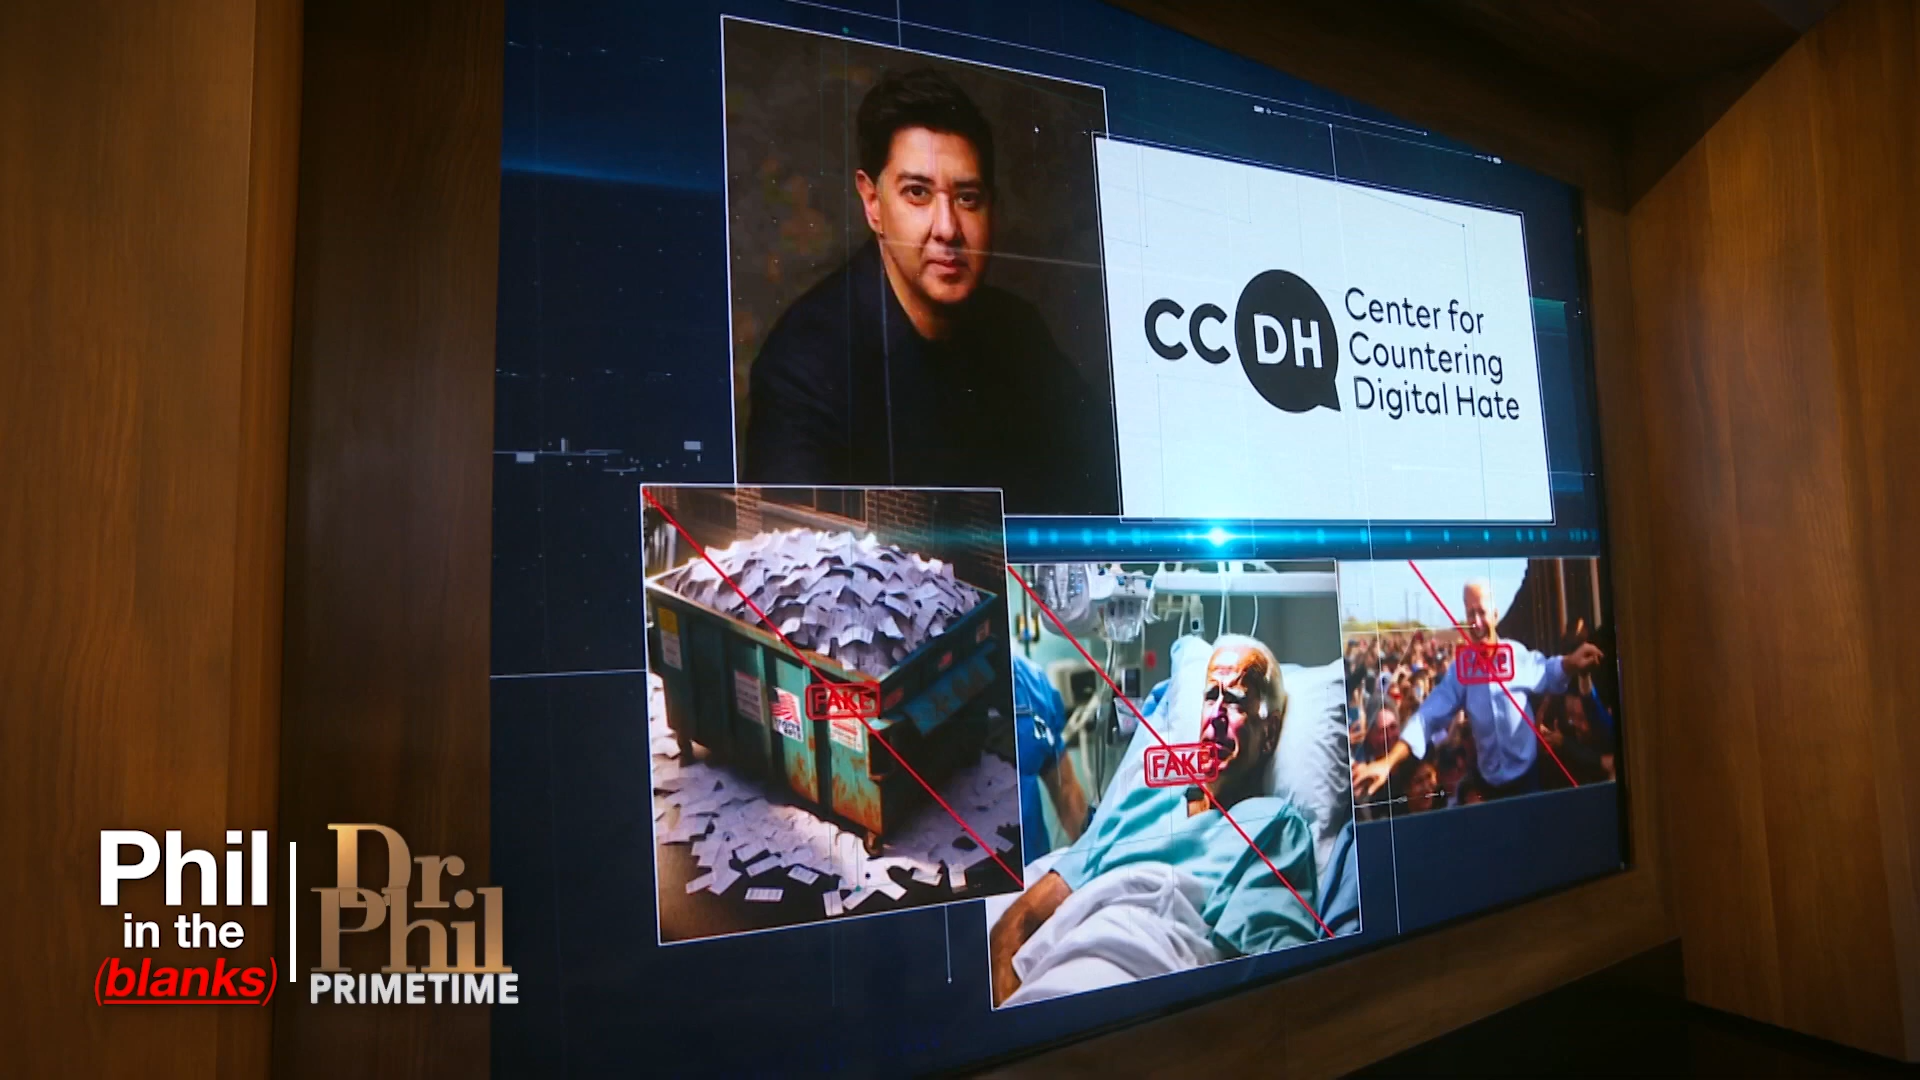 CC DH
Center for
Countering
Digital Hate
FAKE
FAKE
FAKE
Phil
in the
(blanks)
Dr.
Phil
PRIMETIME